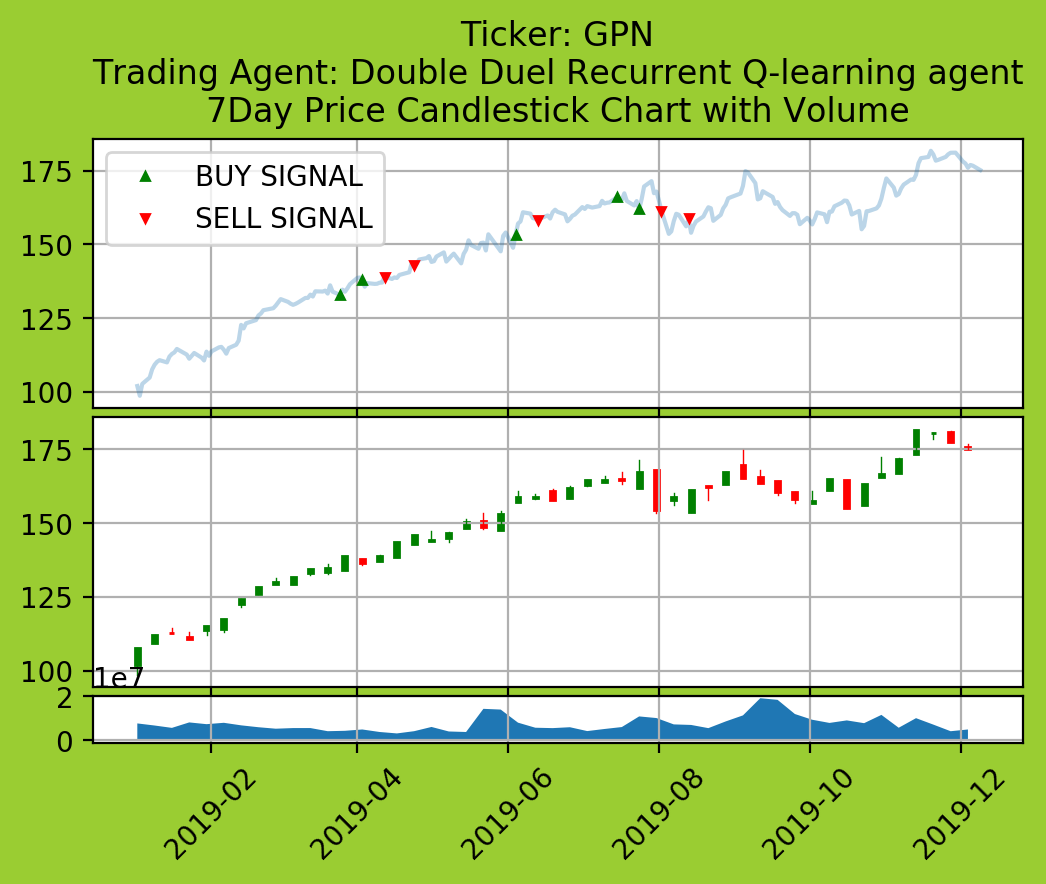 Ticker: GPN
Trading Agent: Double Duel Recurrent Q-learning agent
7Day Price Candlestick Chart with Volume
BUY SIGNAL
SELL SIGNAL
175
150
125
100
175
150
125
100
1e7
2
0
2019-02
2019-04
2019-06
2019-08
2019-10
2019-12